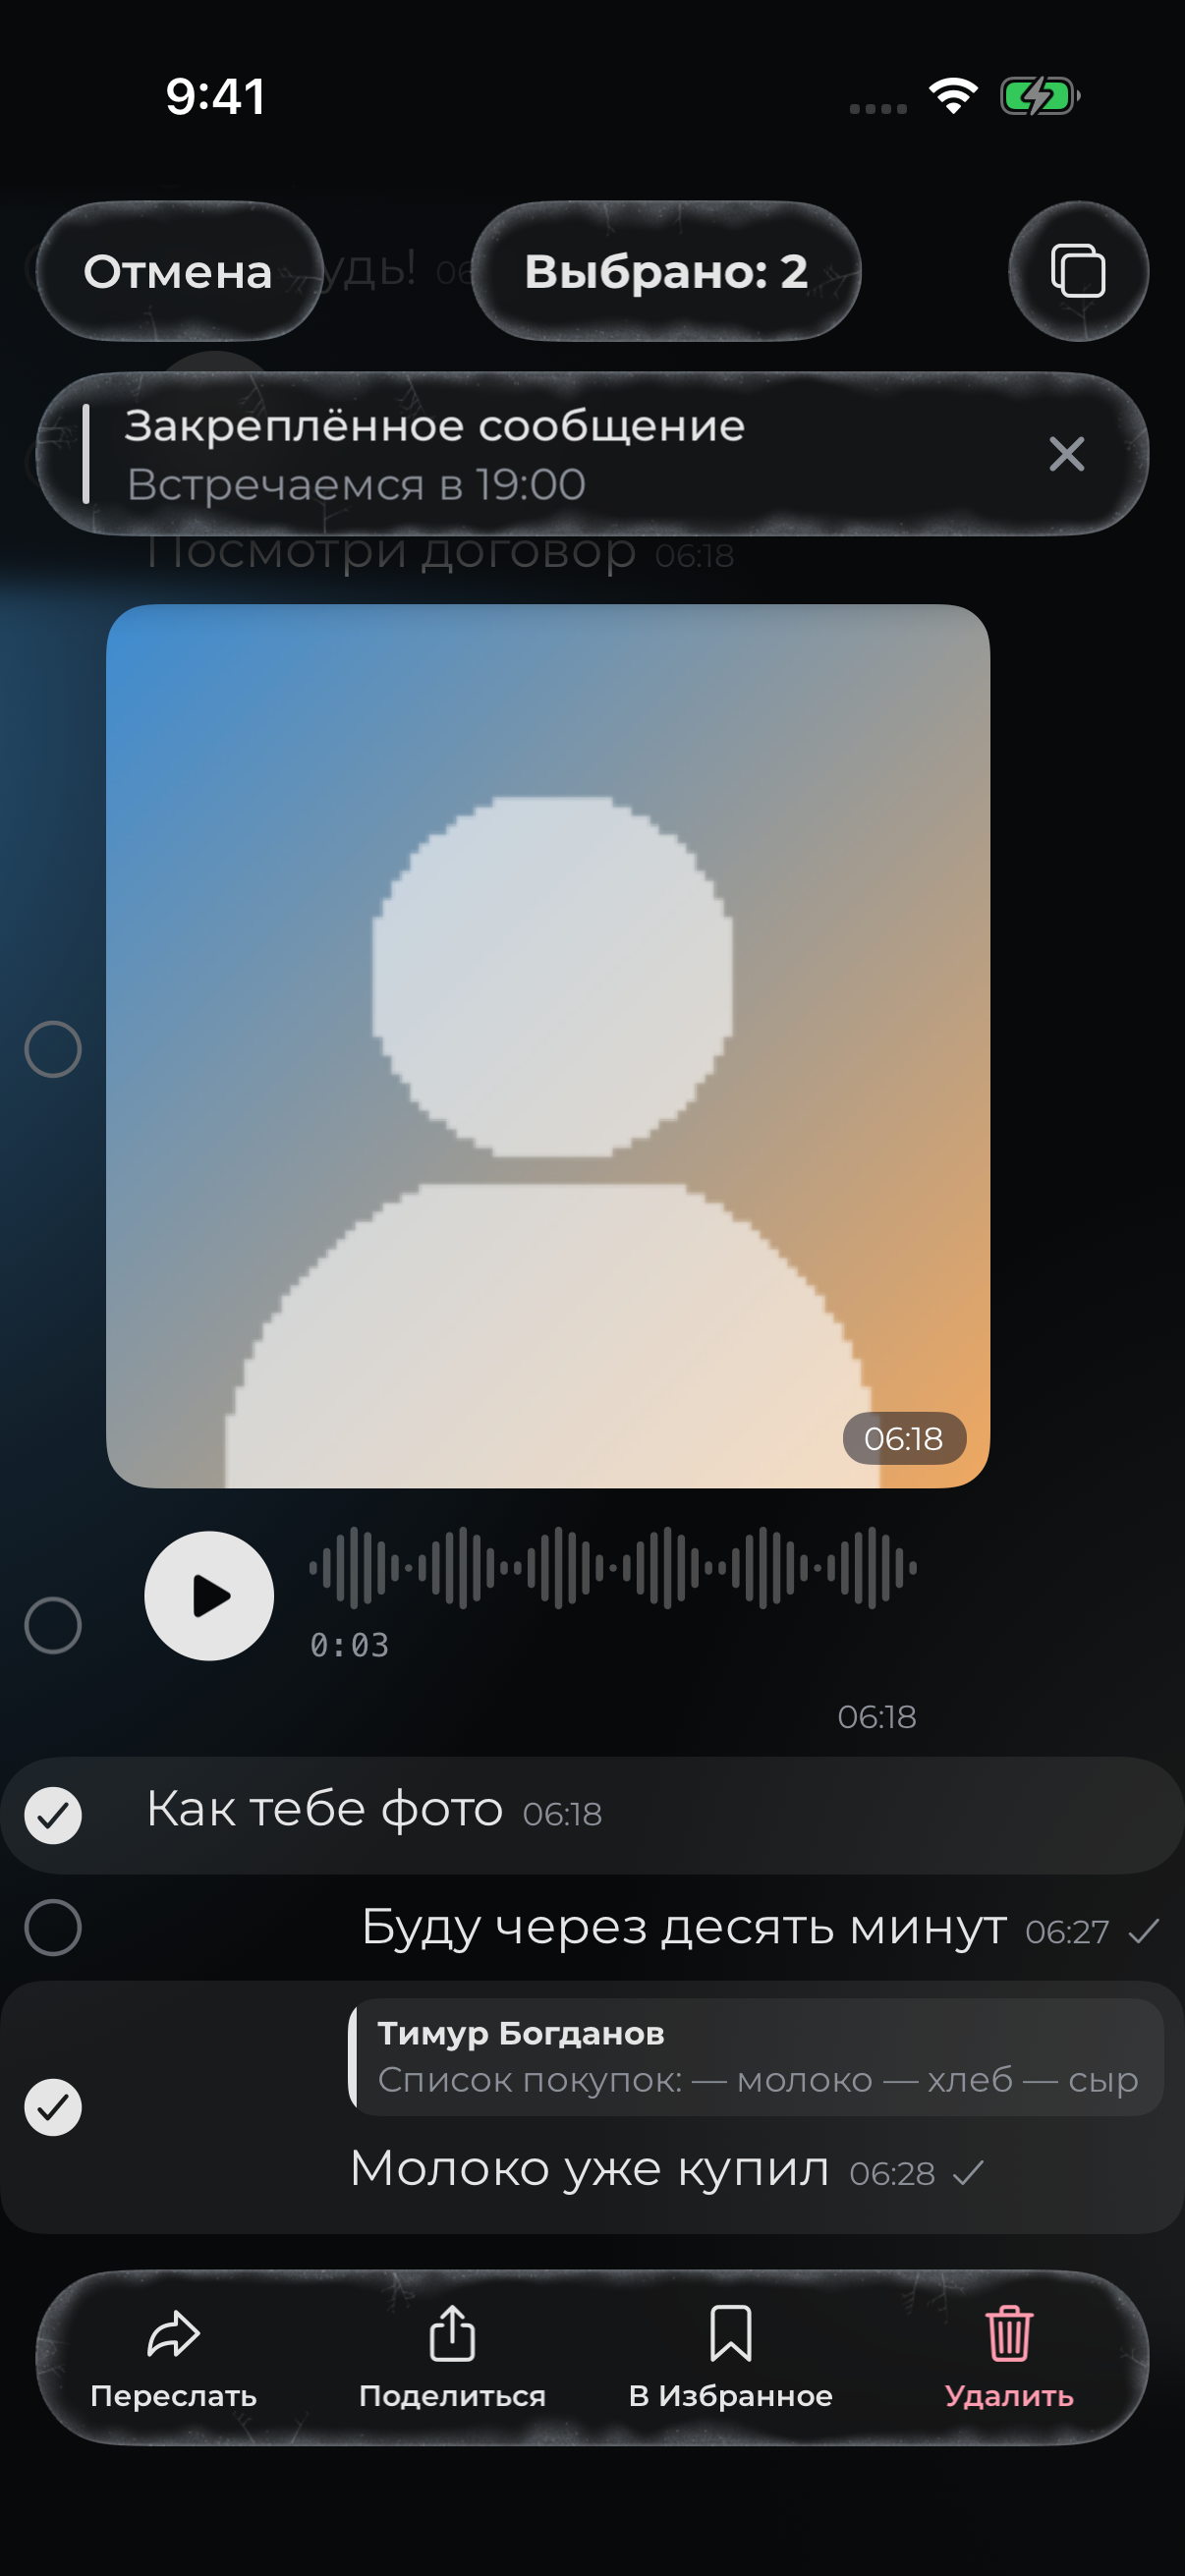 9:41
Отмена
удь! 06
Выбрано: 2
Закреплённое сообщение
Встречаемся в 19:00
Посмотри договор 06:18
06:18
0:03
06:18
Как тебе фото 06:18
Буду через десять минут 06:27
Тимур Богданов
Список покупок: — молоко — хлеб — сыр
Молоко уже купил 06:28
Переслать
Поделиться
В Избранное
Удалить